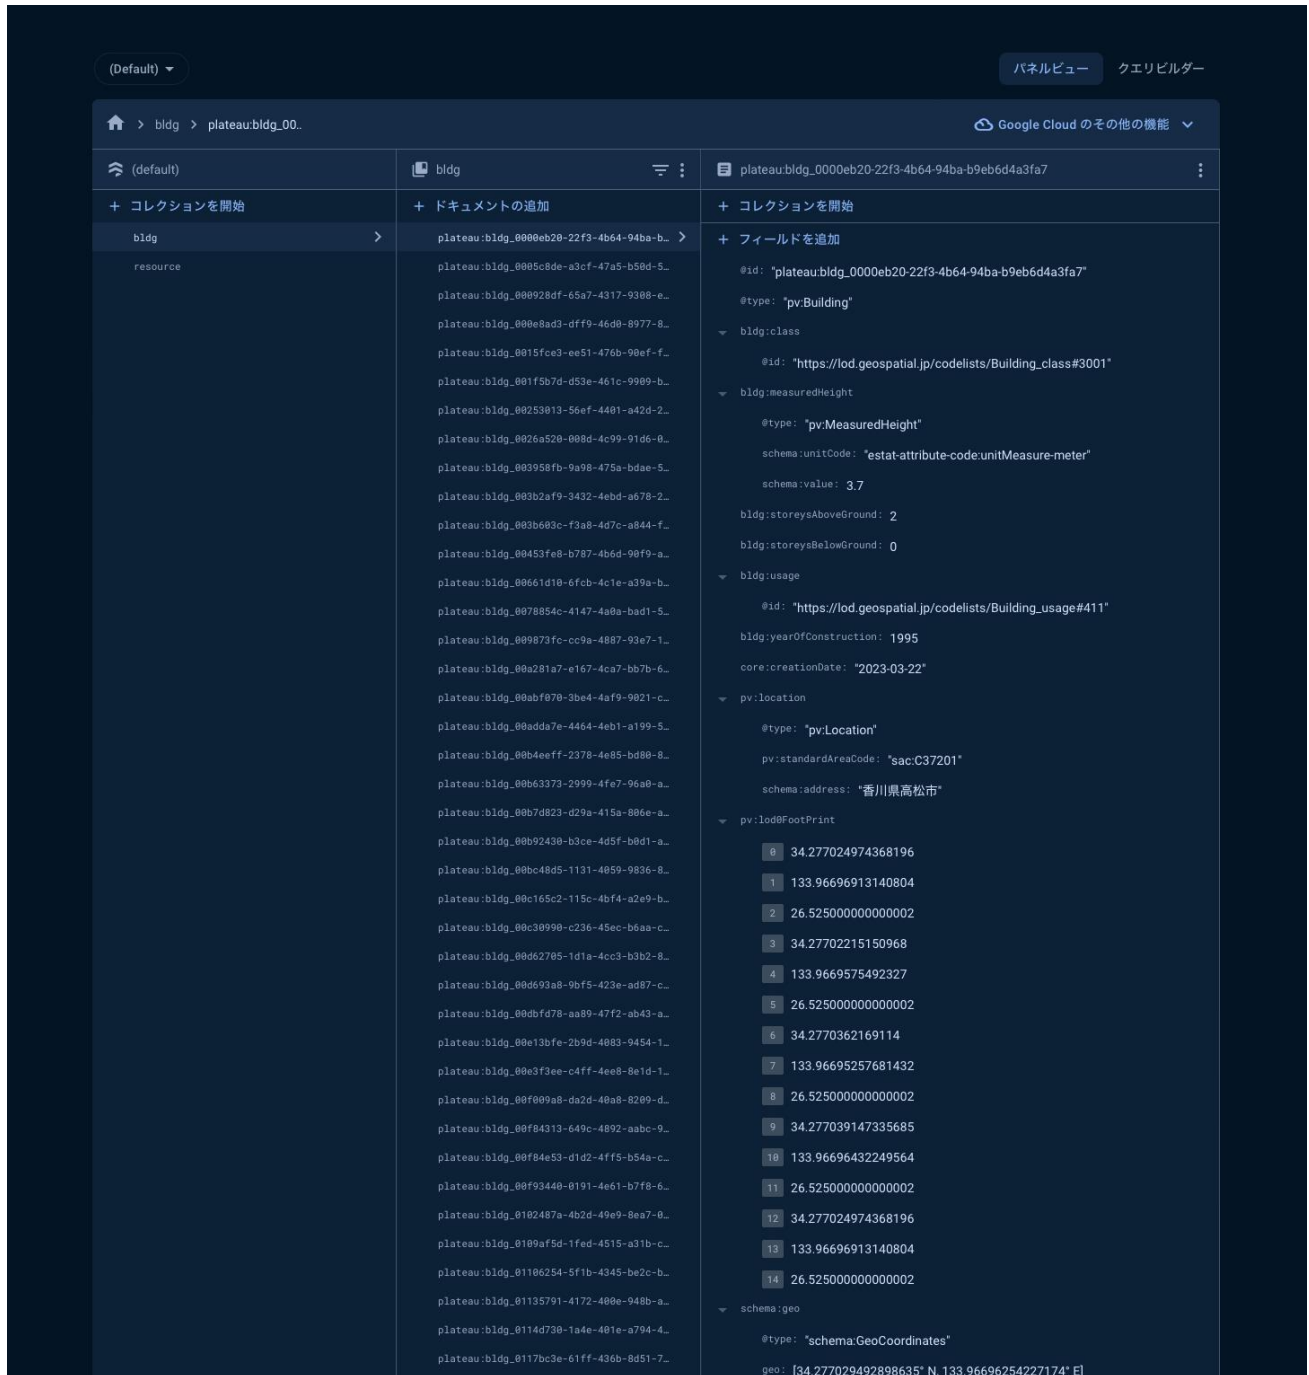 (Default)
パネルビュー
クエリビルダー
bldg
plateau:bldg_00..
Google Cloud のその他の機能
(default)
コレクションを開始
bldg
resource
bldg
ドキュメントの追加
plateau:bldg_0000eb20-22f3-4b64-94ba-b…
plateau:bldg_0005c8de-a3cf-47a5-b50d-5…
plateau:bldg_000928df-65a7-4317-9308-e…
plateau:bldg_000e8ad3-dff9-46d0-8977-8…
plateau:bldg_0015fce3-ee51-476b-90ef-f…
plateau:bldg_001f5b7d-d53e-461c-9909-b…
plateau:bldg_00253013-56ef-4401-a42d-2…
plateau:bldg_0026a520-008d-4c99-91d6-0…
plateau:bldg_003958fb-9a98-475a-bdae-5…
plateau:bldg_003b2af9-3432-4ebd-a678-2…
plateau:bldg_003b603c-f3a8-4d7c-a844-f…
plateau:bldg_00453fe8-b787-4b6d-90f9-a…
plateau:bldg_00661d10-6fcb-4c1e-a39a-b…
plateau:bldg_0078854c-4147-4a0a-bad1-5…
plateau:bldg_009873fc-cc9a-4887-93e7-1…
plateau:bldg_00a281a7-e167-4ca7-bb7b-6…
plateau:bldg_00abf070-3be4-4af9-9021-c…
plateau:bldg_00adda7e-4464-4eb1-a199-5…
plateau:bldg_00b4eeff-2378-4e85-bd80-8…
plateau:bldg_00b63373-2999-4fe7-96a0-a…
plateau:bldg_00b7d823-d29a-415a-806e-a…
plateau:bldg_00b92430-b3ce-4d5f-b0d1-a…
plateau:bldg_00bc48d5-1131-4059-9836-8…
plateau:bldg_00c165c2-115c-4bf4-a2e9-b…
plateau:bldg_00c30990-c236-45ec-b6aa-c…
plateau:bldg_00d62705-1d1a-4cc3-b3b2-8…
plateau:bldg_00d693a8-9bf5-423e-ad87-c…
plateau:bldg_00dbfd78-aa89-47f2-ab43-a…
plateau:bldg_00e13bfe-2b9d-4083-9454-1…
plateau:bldg_00e3f3ee-c4ff-4ee8-8e1d-1…
plateau:bldg_00f009a8-da2d-40a8-8209-d…
plateau:bldg_00f84313-649c-4892-aabc-9…
plateau:bldg_00f84e53-d1d2-4ff5-b54a-c…
plateau:bldg_00f93440-0191-4e61-b7f8-6…
plateau:bldg_0102487a-4b2d-49e9-8ea7-0…
plateau:bldg_0109af5d-1fed-4515-a31b-c…
plateau:bldg_01106254-5f1b-4345-be2c-b…
plateau:bldg_01135791-4172-400e-948b-a…
plateau:bldg_0114d730-1a4e-401e-a794-4…
plateau:bldg_0117bc3e-61ff-436b-8d51-7…
plateau:bldg_0000eb20-22f3-4b64-94ba-b9eb6d4a3fa7
コレクションを開始
フィールドを追加
@id: "plateau:bldg_0000eb20-22f3-4b64-94ba-b9eb6d4a3fa7"
@type: "pv:Building"
bldg:class
@id: "https://lod.geospatial.jp/codelists/Building_class#3001"
bldg:measuredHeight
@type: "pv:MeasuredHeight"
schema:unitCode: "estat-attribute-code:unitMeasure-meter"
schema:value: 3.7
bldg:storeysAboveGround: 2
bldg:storeysBelowGround: 0
bldg:usage
@id: "https://lod.geospatial.jp/codelists/Building_usage#411"
bldg:yearOfConstruction: 1995
core:creationDate: "2023-03-22"
pv:location
@type: "pv:Location"
pv:standardAreaCode: "sac:C37201"
schema:address: "香川県高松市"
pv:lod0FootPrint
0 34.277024974368196
1 133.96696913140804
2 26.525000000000002
3 34.27702215150968
4 133.9669575492327
5 26.525000000000002
6 34.2770362169114
7 133.96695257681432
8 26.525000000000002
9 34.277039147335685
10 133.96696432249564
11 26.525000000000002
12 34.277024974368196
13 133.96696913140804
14 26.525000000000002
schema:geo
@type: "schema:GeoCoordinates"
geo: [34.277029492898635° N, 133.96696254227174° E]